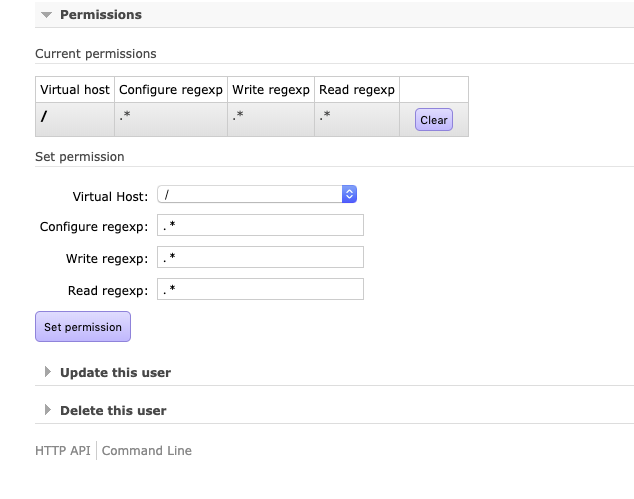 Permissions
Current permissions
Virtual host Configure regexp Write regexp Read regexp
/ .* .* .* Clear
Set permission
Virtual Host: /
Configure regexp: .*
Write regexp: .*
Read regexp: .*
Set permission
Update this user
Delete this user
HTTP API Command Line